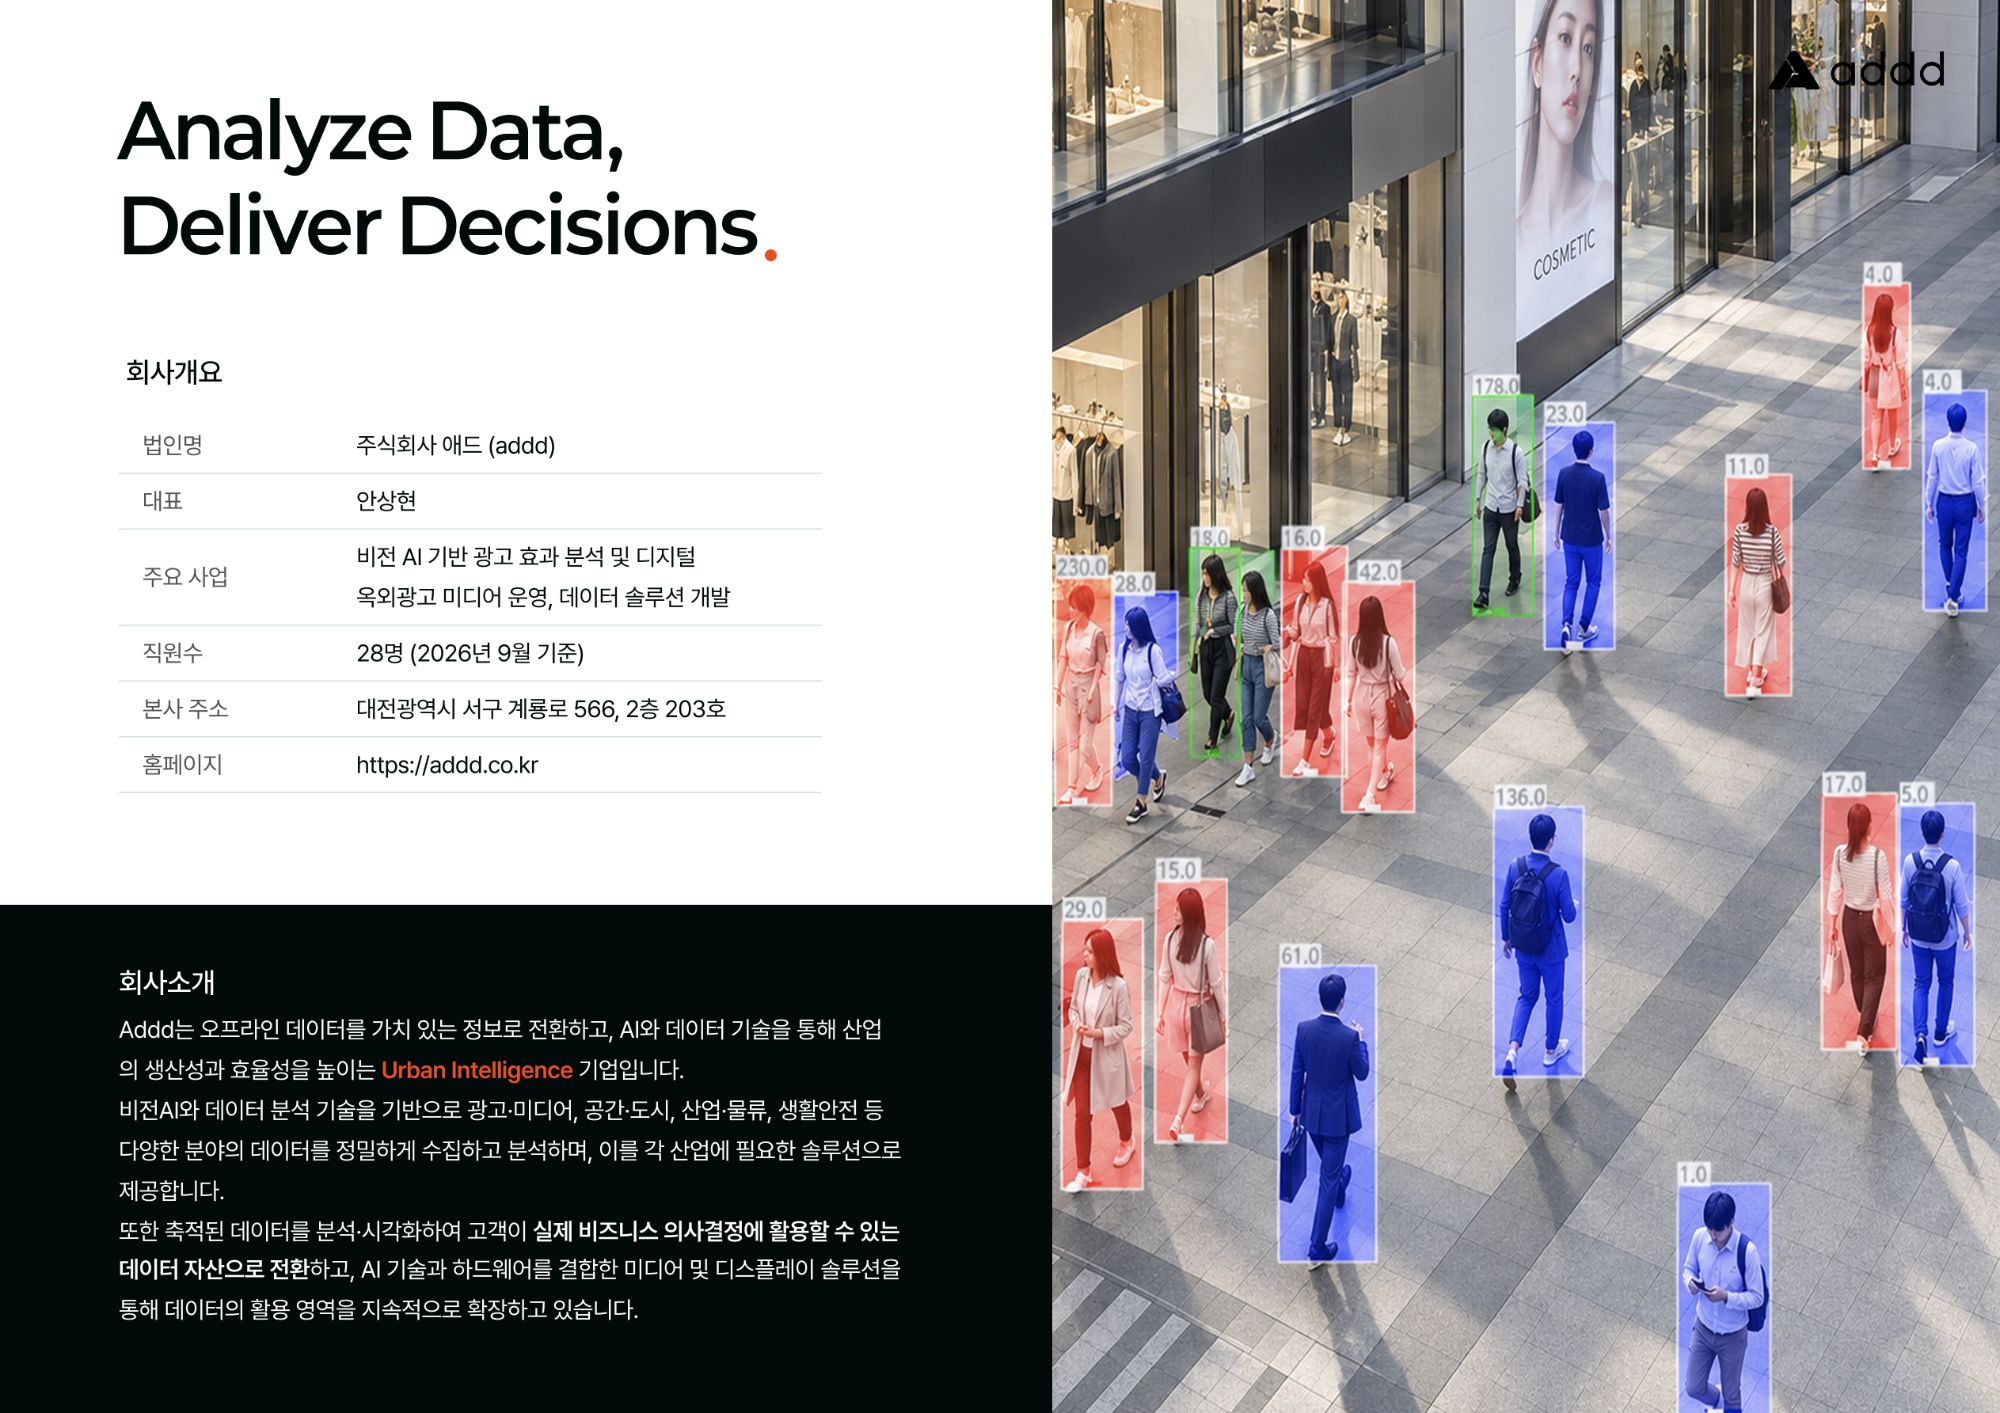 Analyze Data,
Deliver Decisions.
회사개요
법인명 주식회사 애드 (addd)
대표 안상현
주요 사업 비전 AI 기반 광고 효과 분석 및 디지털
옥외광고 미디어 운영, 데이터 솔루션 개발
직원수 28명 (2026년 9월 기준)
본사 주소 대전광역시 서구 계룡로 566, 2층 203호
홈페이지 https://addd.co.kr
회사소개
Addd는 오프라인 데이터를 가치 있는 정보로 전환하고, AI와 데이터 기술을 통해 산업
의 생산성과 효율성을 높이는 Urban Intelligence 기업입니다.
비전AI와 데이터 분석 기술을 기반으로 광고·미디어, 공간·도시, 산업·물류, 생활안전 등
다양한 분야의 데이터를 정밀하게 수집하고 분석하며, 이를 각 산업에 필요한 솔루션으로
제공합니다.
또한 축적된 데이터를 분석·시각화하여 고객이 실제 비즈니스 의사결정에 활용할 수 있는
데이터 자산으로 전환하고, AI 기술과 하드웨어를 결합한 미디어 및 디스플레이 솔루션을
통해 데이터의 활용 영역을 지속적으로 확장하고 있습니다.
addd
COSMETIC
4.0
4.0
178.0
23.0
11.0
16.0
230.0
28.0
42.0
136.0
17.0
5.0
15.0
29.0
61.0
1.0